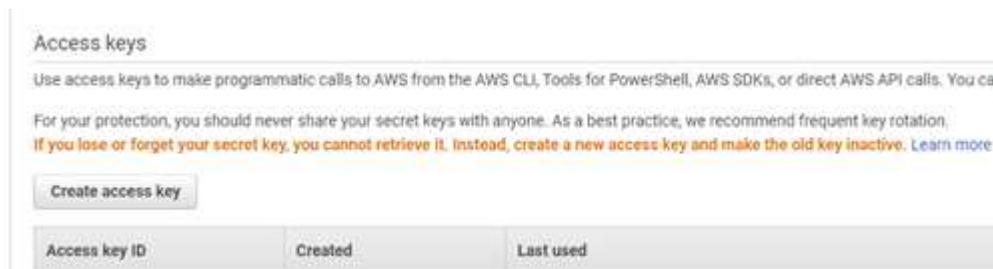 Access keys
Use access keys to make programmatic calls to AWS from the AWS CLI, Tools for PowerShell, AWS SDKs, or direct AWS API calls. You ca
For your protection, you should never share your secret keys with anyone. As a best practice, we recommend frequent key rotation.
If you lose or forget your secret key, you cannot retrieve it. Instead, create a new access key and make the old key inactive. Learn more
Create access key
Access key ID Created Last used